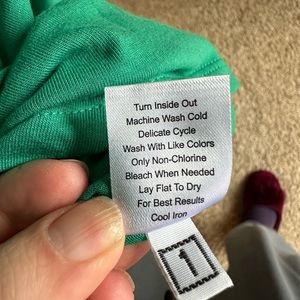 Turn Inside Out
Machine Wash Cold
Delicate Cycle
Wash With Like Colors
Only Non-Chlorine
Bleach When Needed
Lay Flat To Dry
For Best Results
Cool Iron
1